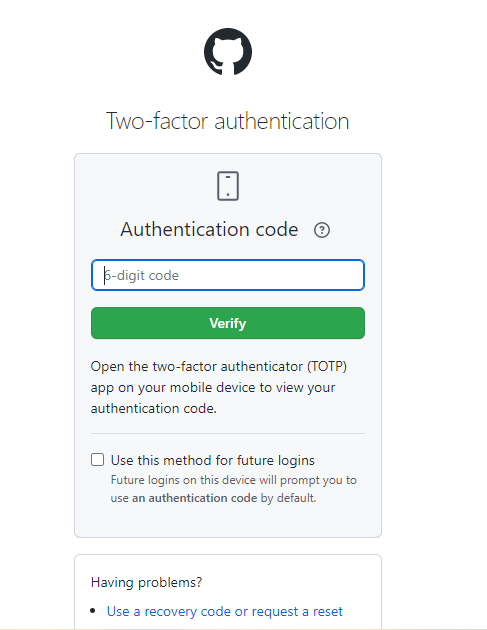 Two-factor authentication
Authentication code
6-digit code
Verify
Open the two-factor authenticator (TOTP)
app on your mobile device to view your
authentication code.
Use this method for future logins
Future logins on this device will prompt you to
use an authentication code by default.
Having problems?
Use a recovery code or request a reset